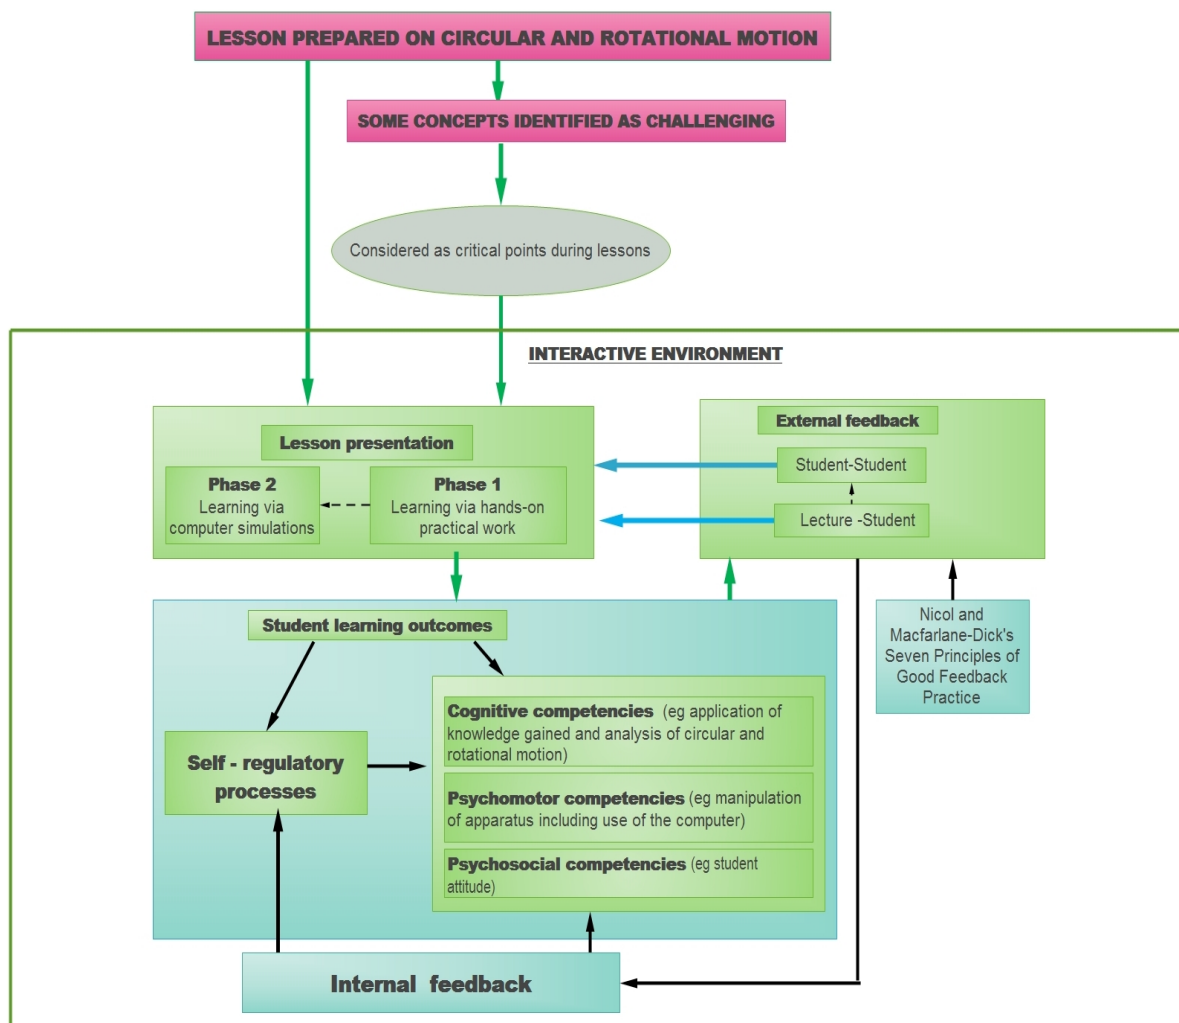 LESSON PREPARED ON CIRCULAR AND ROTATIONAL MOTION
SOME CONCEPTS IDENTIFIED AS CHALLENGING
Considered as critical points during lessons
INTERACTIVE ENVIRONMENT
Lesson presentation
Phase 2
Learning via
computer simulations
Phase 1
Learning via hands-on
practical work
External feedback
Student-Student
Lecture -Student
Nicol and
Macfarlane-Dick's
Seven Principles of
Good Feedback
Practice
Student learning outcomes
Self - regulatory
processes
Cognitive competencies (eg application of
knowledge gained and analysis of circular and
rotational motion)
Psychomotor competencies (eg manipulation
of apparatus including use of the computer)
Psychosocial competencies (eg student
attitude)
Internal feedback